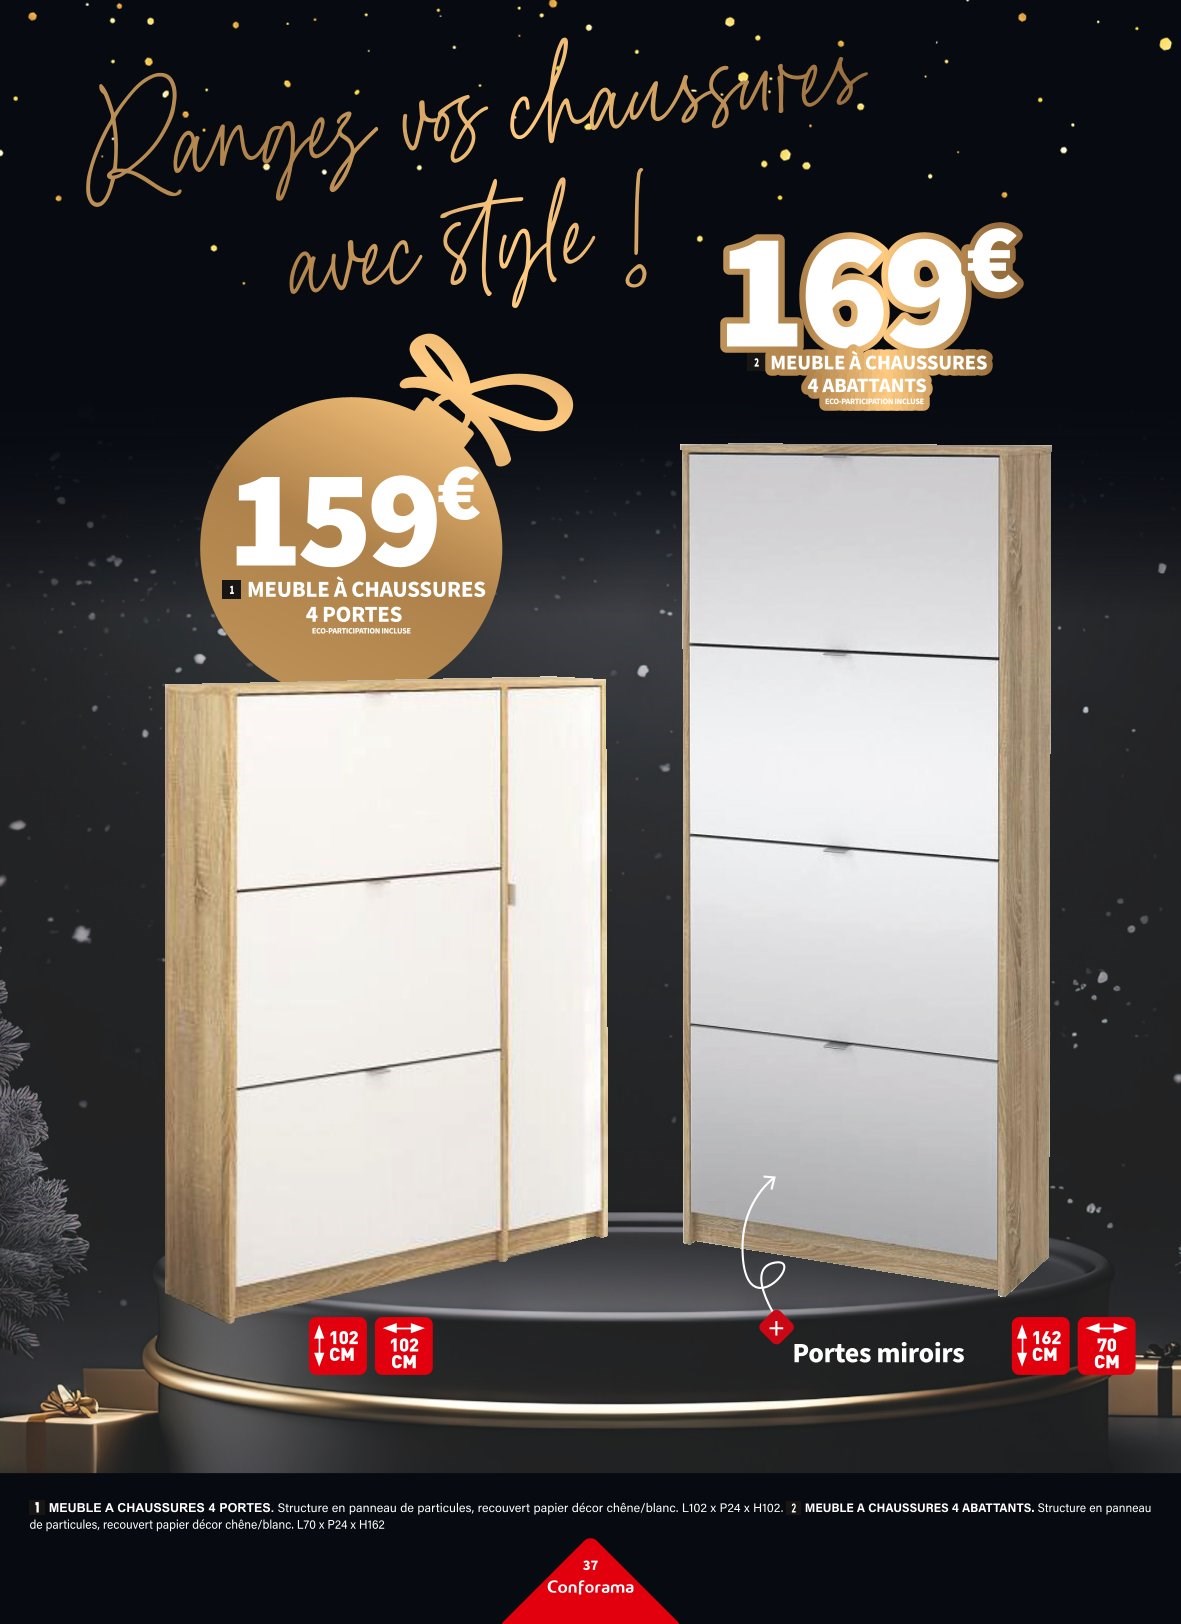 Rangez vos chaussures
avec style !
169€
2 MEUBLE À CHAUSSURES
4 ABATTANTS
ECO-PARTICIPATION INCLUSE
159€
1 MEUBLE À CHAUSSURES
4 PORTES
ECO-PARTICIPATION INCLUSE
102
CM
102
CM
+
Portes miroirs
162
CM
70
CM
1 MEUBLE A CHAUSSURES 4 PORTES. Structure en panneau de particules, recouvert papier décor chêne/blanc. L102 x P24 x H102. 2 MEUBLE A CHAUSSURES 4 ABATTANTS. Structure en panneau
de particules, recouvert papier décor chêne/blanc. L70 x P24 x H162
37
Conforama